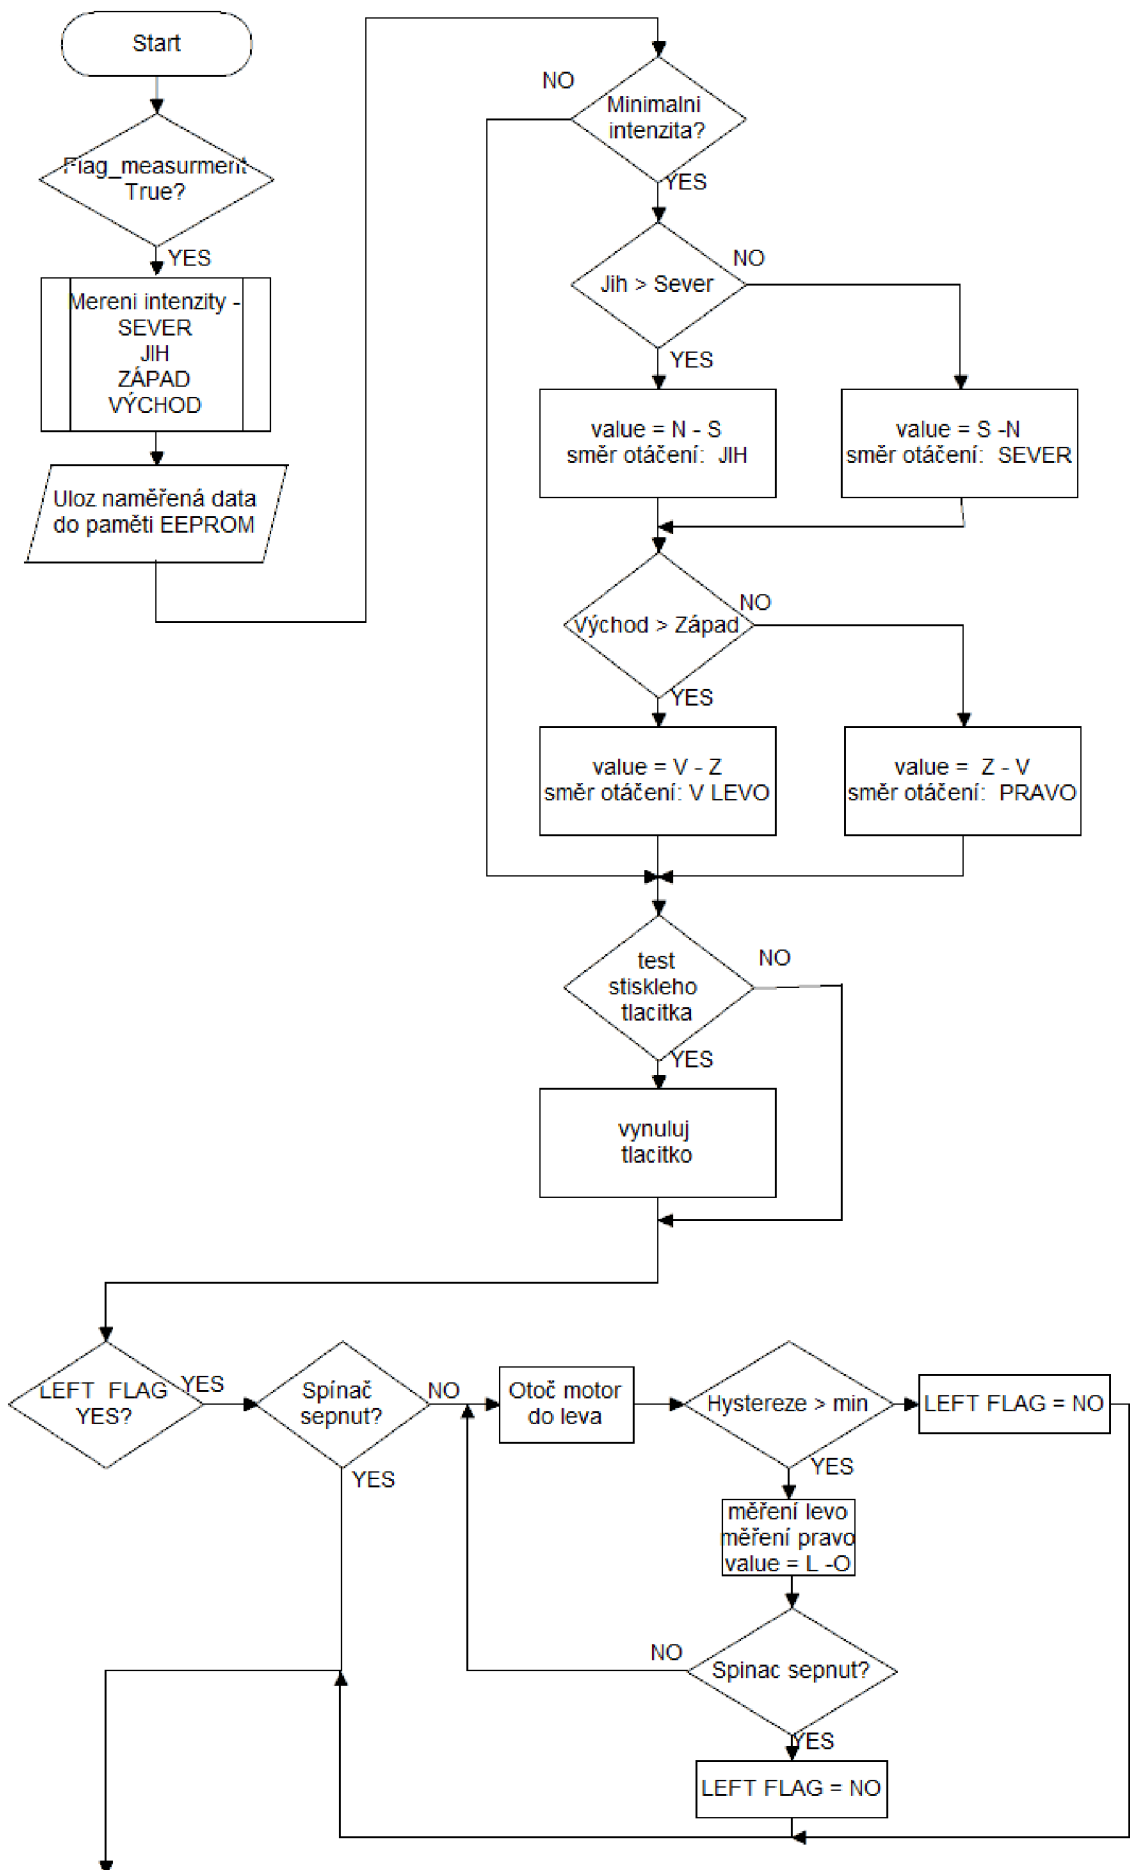 Start
Flag_measurment
True?
YES
Mereni intenzity -
SEVER
JIH
ZÁPAD
VÝCHOD
Uloz naměřená data
do paměti EEPROM
NO
Minimalni
intenzita?
YES
Jih > Sever
NO
YES
value = N - S
směr otáčení:  JIH
value = S -N
směr otáčení:  SEVER
Východ > Západ
NO
YES
value = V - Z
směr otáčení: V LEVO
value =  Z - V
směr otáčení:  PRAVO
test
stiskleho
tlacitka
NO
YES
vynuluj
tlacitko
LEFT_FLAG
YES?
YES
Spínač
sepnut?
NO
YES
Otoč motor
do leva
Hystereze > min
YES
LEFT FLAG = NO
měření levo
měření pravo
value = L -O
Spinac sepnut?
NO
YES
LEFT FLAG = NO